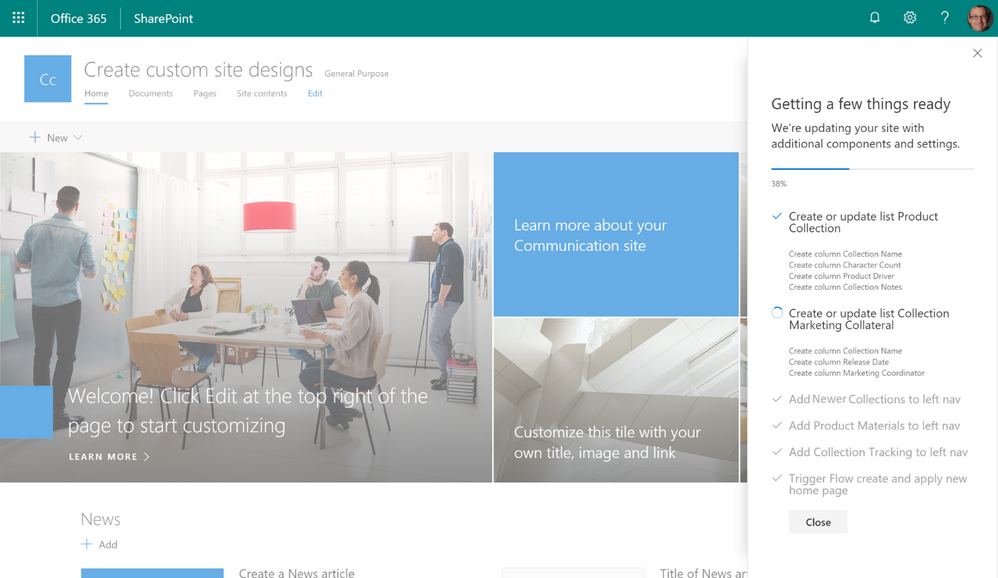 Office 365
SharePoint
Cc
Create custom site designs
General Purpose
Home
Documents
Pages
Site contents
Edit
New
Welcome! Click Edit at the top right of the
page to start customizing
LEARN MORE
Learn more about your
Communication site
Customize this tile with your
own title, image and link
News
Add
Create a News article
Title of News
Getting a few things ready
We're updating your site with
additional components and settings.
38%
Create or update list Product
Collection
Create column Collection Name
Create column Character Count
Create column Product Driver
Create column Collection Notes
Create or update list Collection
Marketing Collateral
Create column Collection Name
Create column Release Date
Create column Marketing Coordinator
Add Newer Collections to left nav
Add Product Materials to left nav
Add Collection Tracking to left nav
Trigger Flow create and apply new
home page
Close